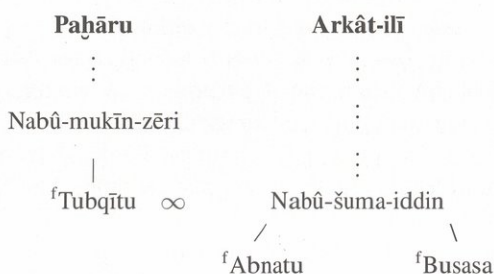 Paḫāru Arkât-ilī
Nabû-mukīn-zēri
fTubqītu ∞ Nabû-šuma-iddin
fAbnatu fBusasa